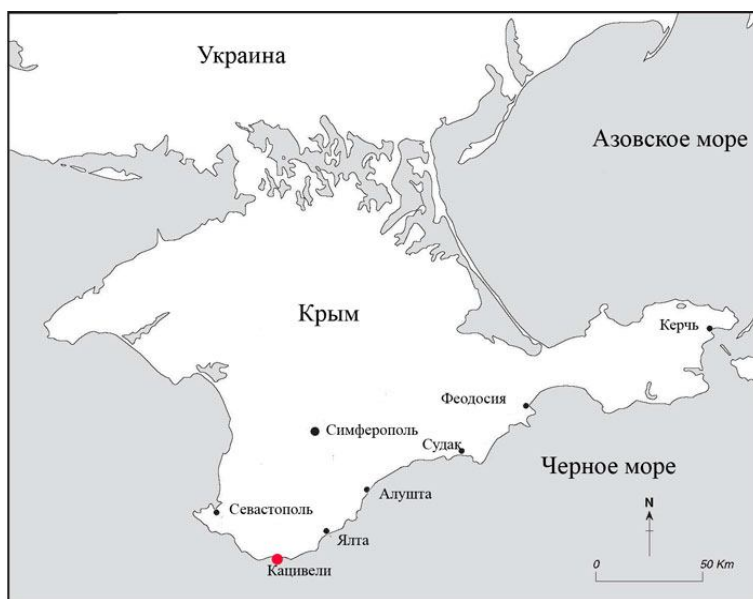 Украина
Азовское море
Крым
Керчь
Феодосия
Симферополь
Судак
Черное море
Алушта
Севастополь
N
Ялта
Кацивели
0 50 Km